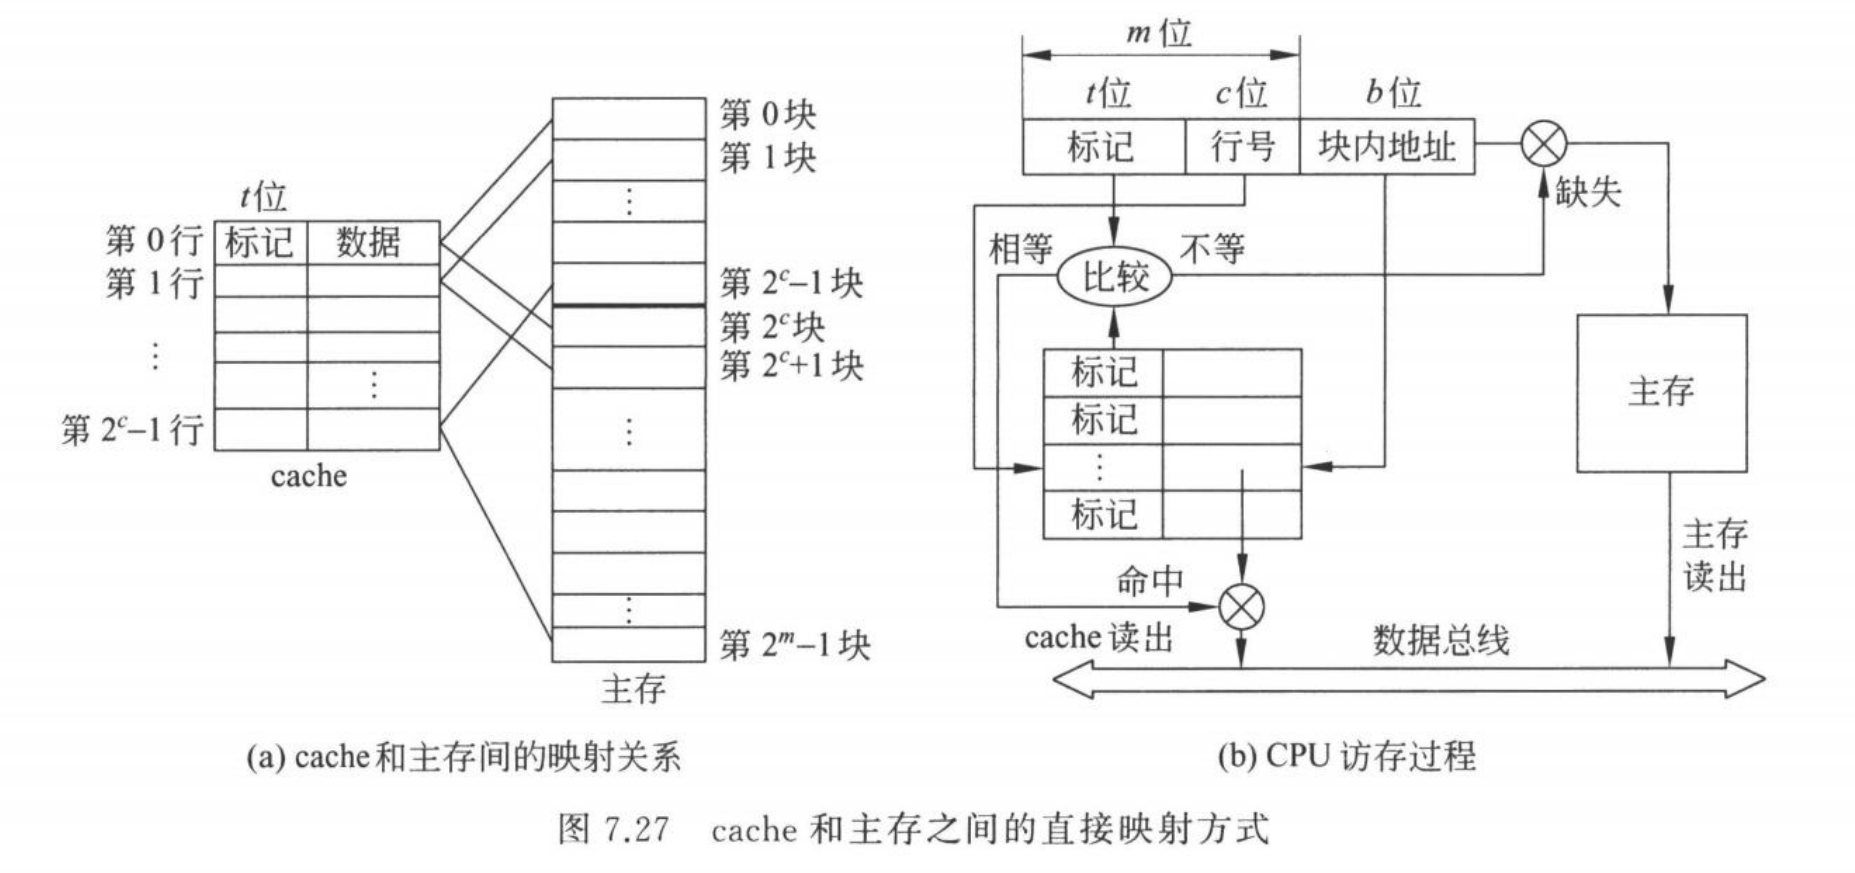 t位
第 0 行
标记
数据
第 1 行
⋮
⋮
第 2ᶜ–1 行
cache
第 0 块
第 1 块
⋮
第 2ᶜ–1 块
第 2ᶜ 块
第 2ᶜ+1 块
⋮
⋮
第 2ᵐ–1 块
主存
(a) cache和主存间的映射关系
m 位
t位
c位
b位
标记
行号
块内地址
缺失
相等
不等
比较
标记
标记
⋮
标记
主存
命中
cache 读出
主存
读出
数据总线
(b) CPU 访存过程
图 7.27 cache 和主存之间的直接映射方式